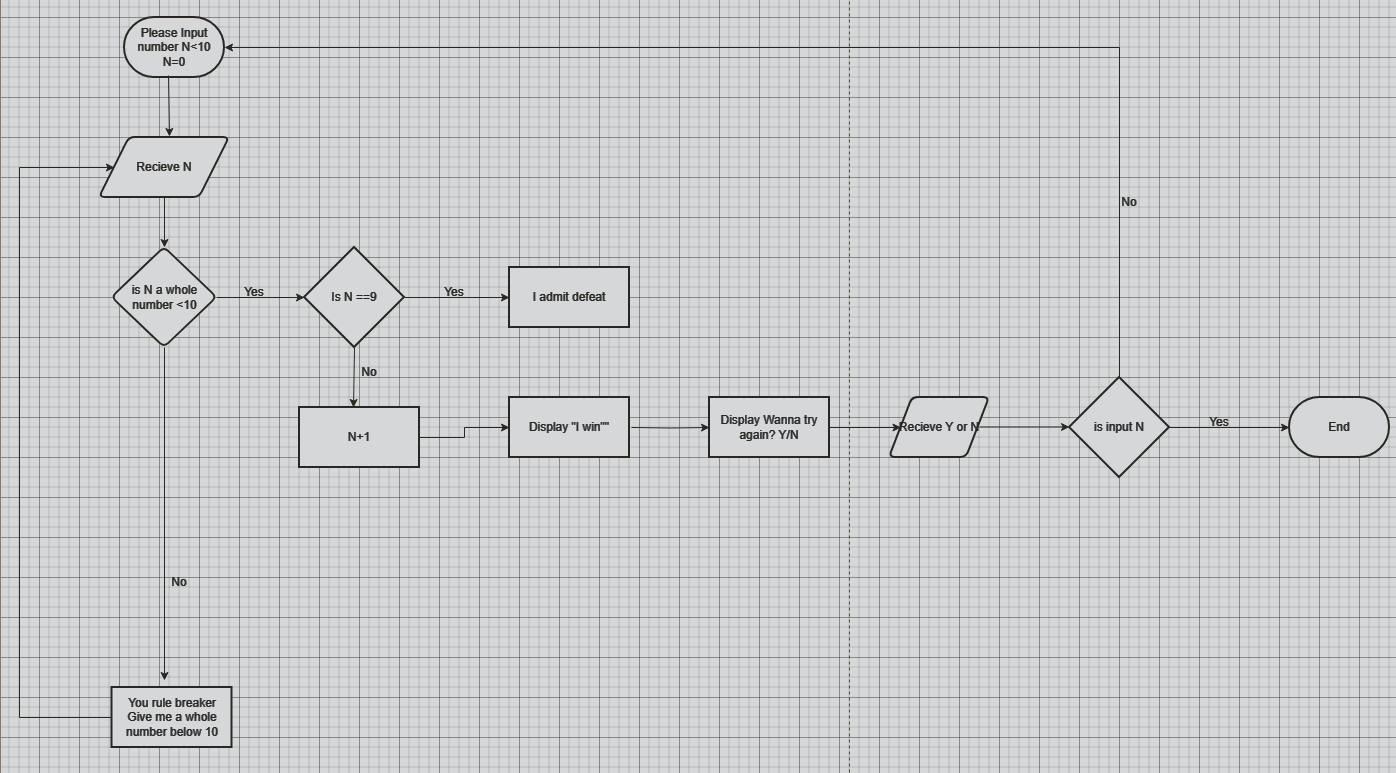 Please Input
number N<10
N=0
Recieve N
No
is N a whole
number <10
Yes
Is N ==9
Yes
I admit defeat
No
N+1
Display "I win""
Display Wanna try
again? Y/N
Recieve Y or N
is input N
Yes
End
No
You rule breaker
Give me a whole
number below 10